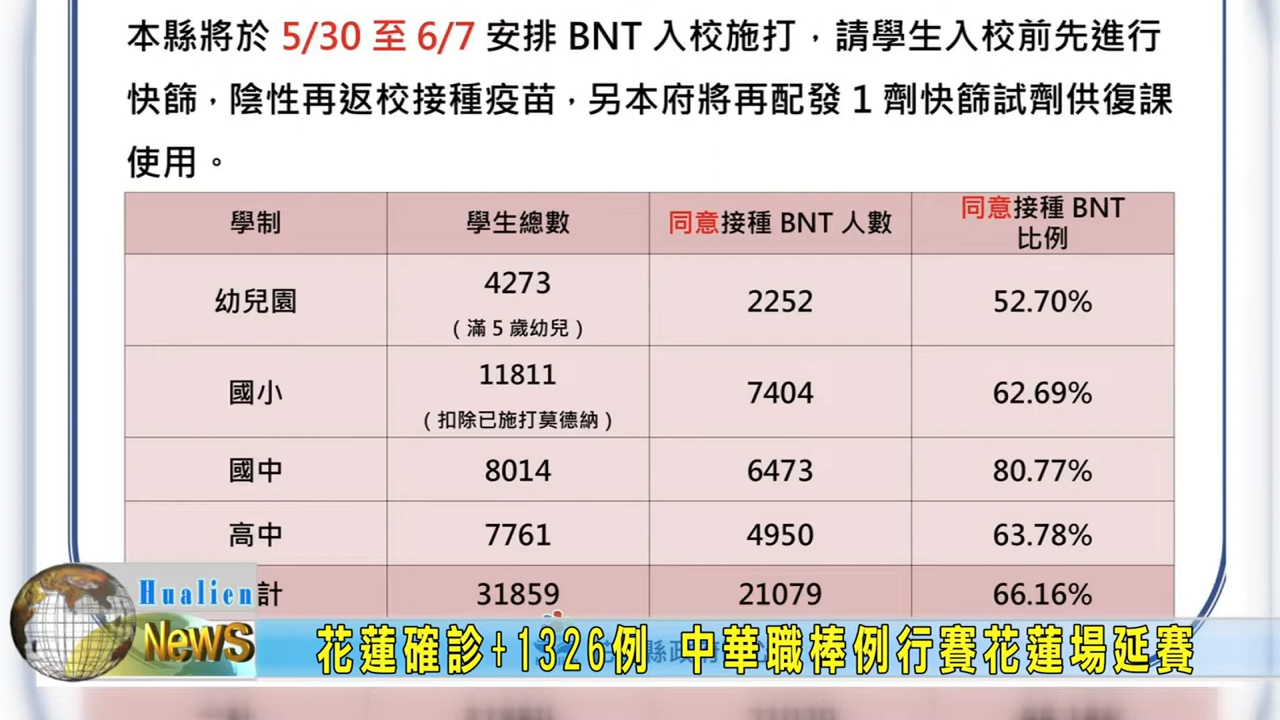 本縣將於 5/30 至 6/7 安排 BNT 入校施打，請學生入校前先進行
快篩，陰性再返校接種疫苗，另本府將再配發 1 劑快篩試劑供復課
使用。
學制 學生總數 同意接種 BNT 人數 同意接種 BNT
比例
幼兒園 4273 2252 52.70%
（滿 5 歲幼兒）
國小 11811 7404 62.69%
（扣除已施打莫德納）
國中 8014 6473 80.77%
高中 7761 4950 63.78%
計 31859 21079 66.16%
Hualien
NewS
花蓮確診+1326例 中華職棒例行賽花蓮場延賽